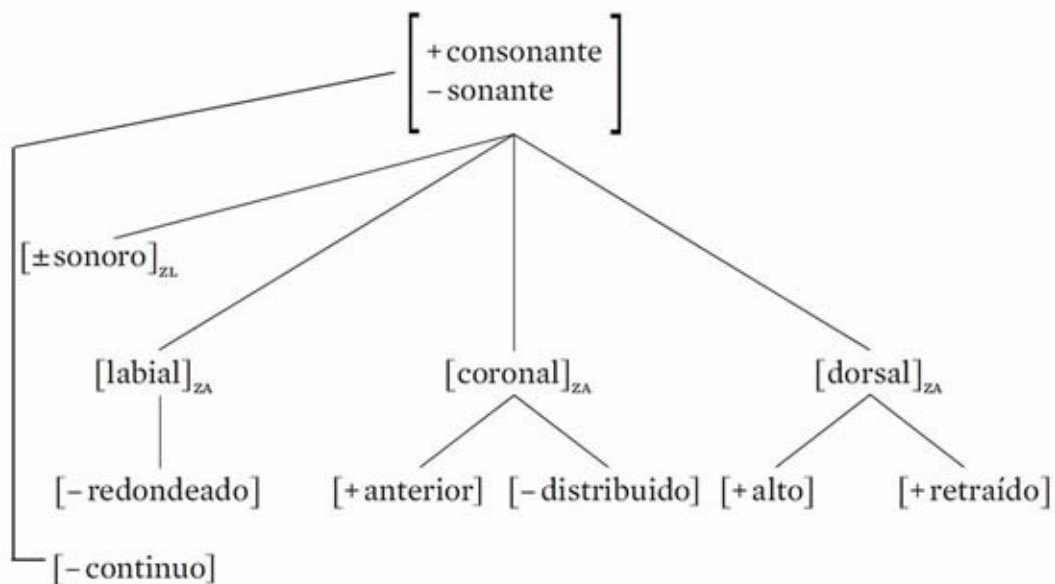 + consonante
– sonante
[± sonoro]ZL
[labial]ZA [coronal]ZA [dorsal]ZA
[– redondeado] [+ anterior] [– distribuido] [+ alto] [+ retraído]
[– continuo]